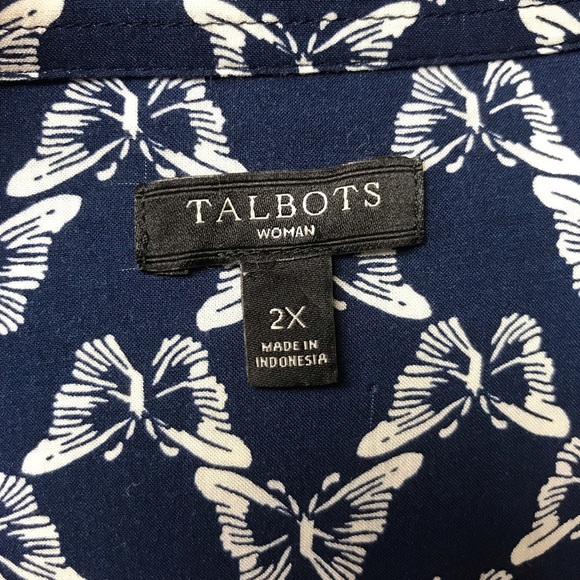 TALBOTS
WOMAN
2X
MADE IN
INDONESIA